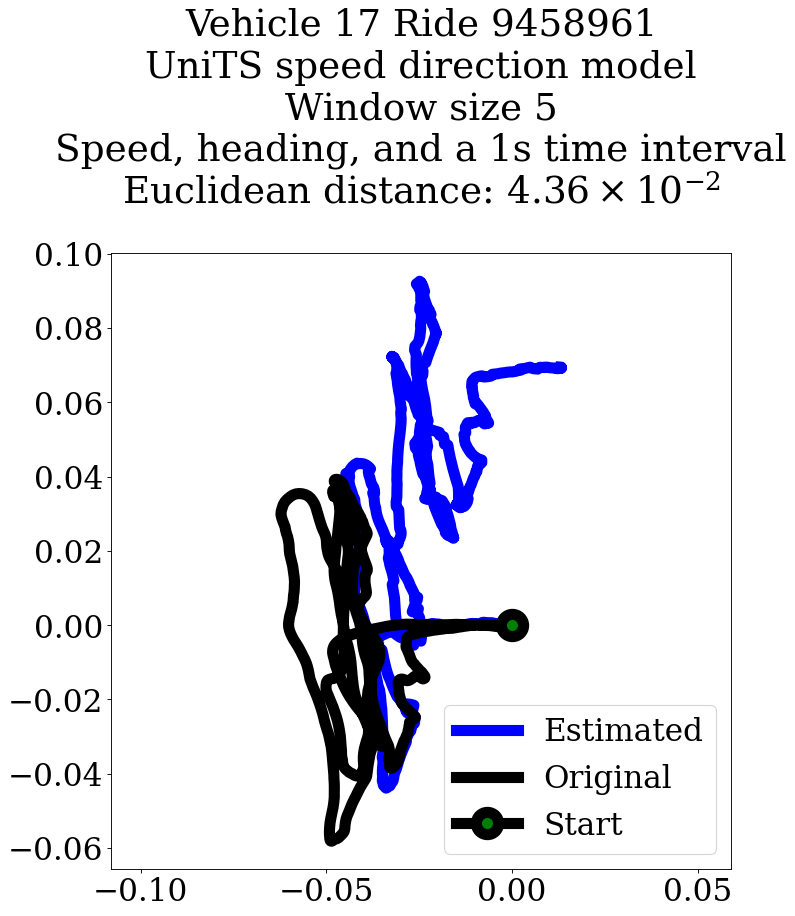 Vehicle 17 Ride 9458961
UniTS speed direction model
Window size 5
Speed, heading, and a 1s time interval
Euclidean distance: 4.36 × 10⁻²
0.10
0.08
0.06
0.04
0.02
0.00
−0.02
−0.04
−0.06
Estimated
Original
Start
−0.10
−0.05
0.00
0.05